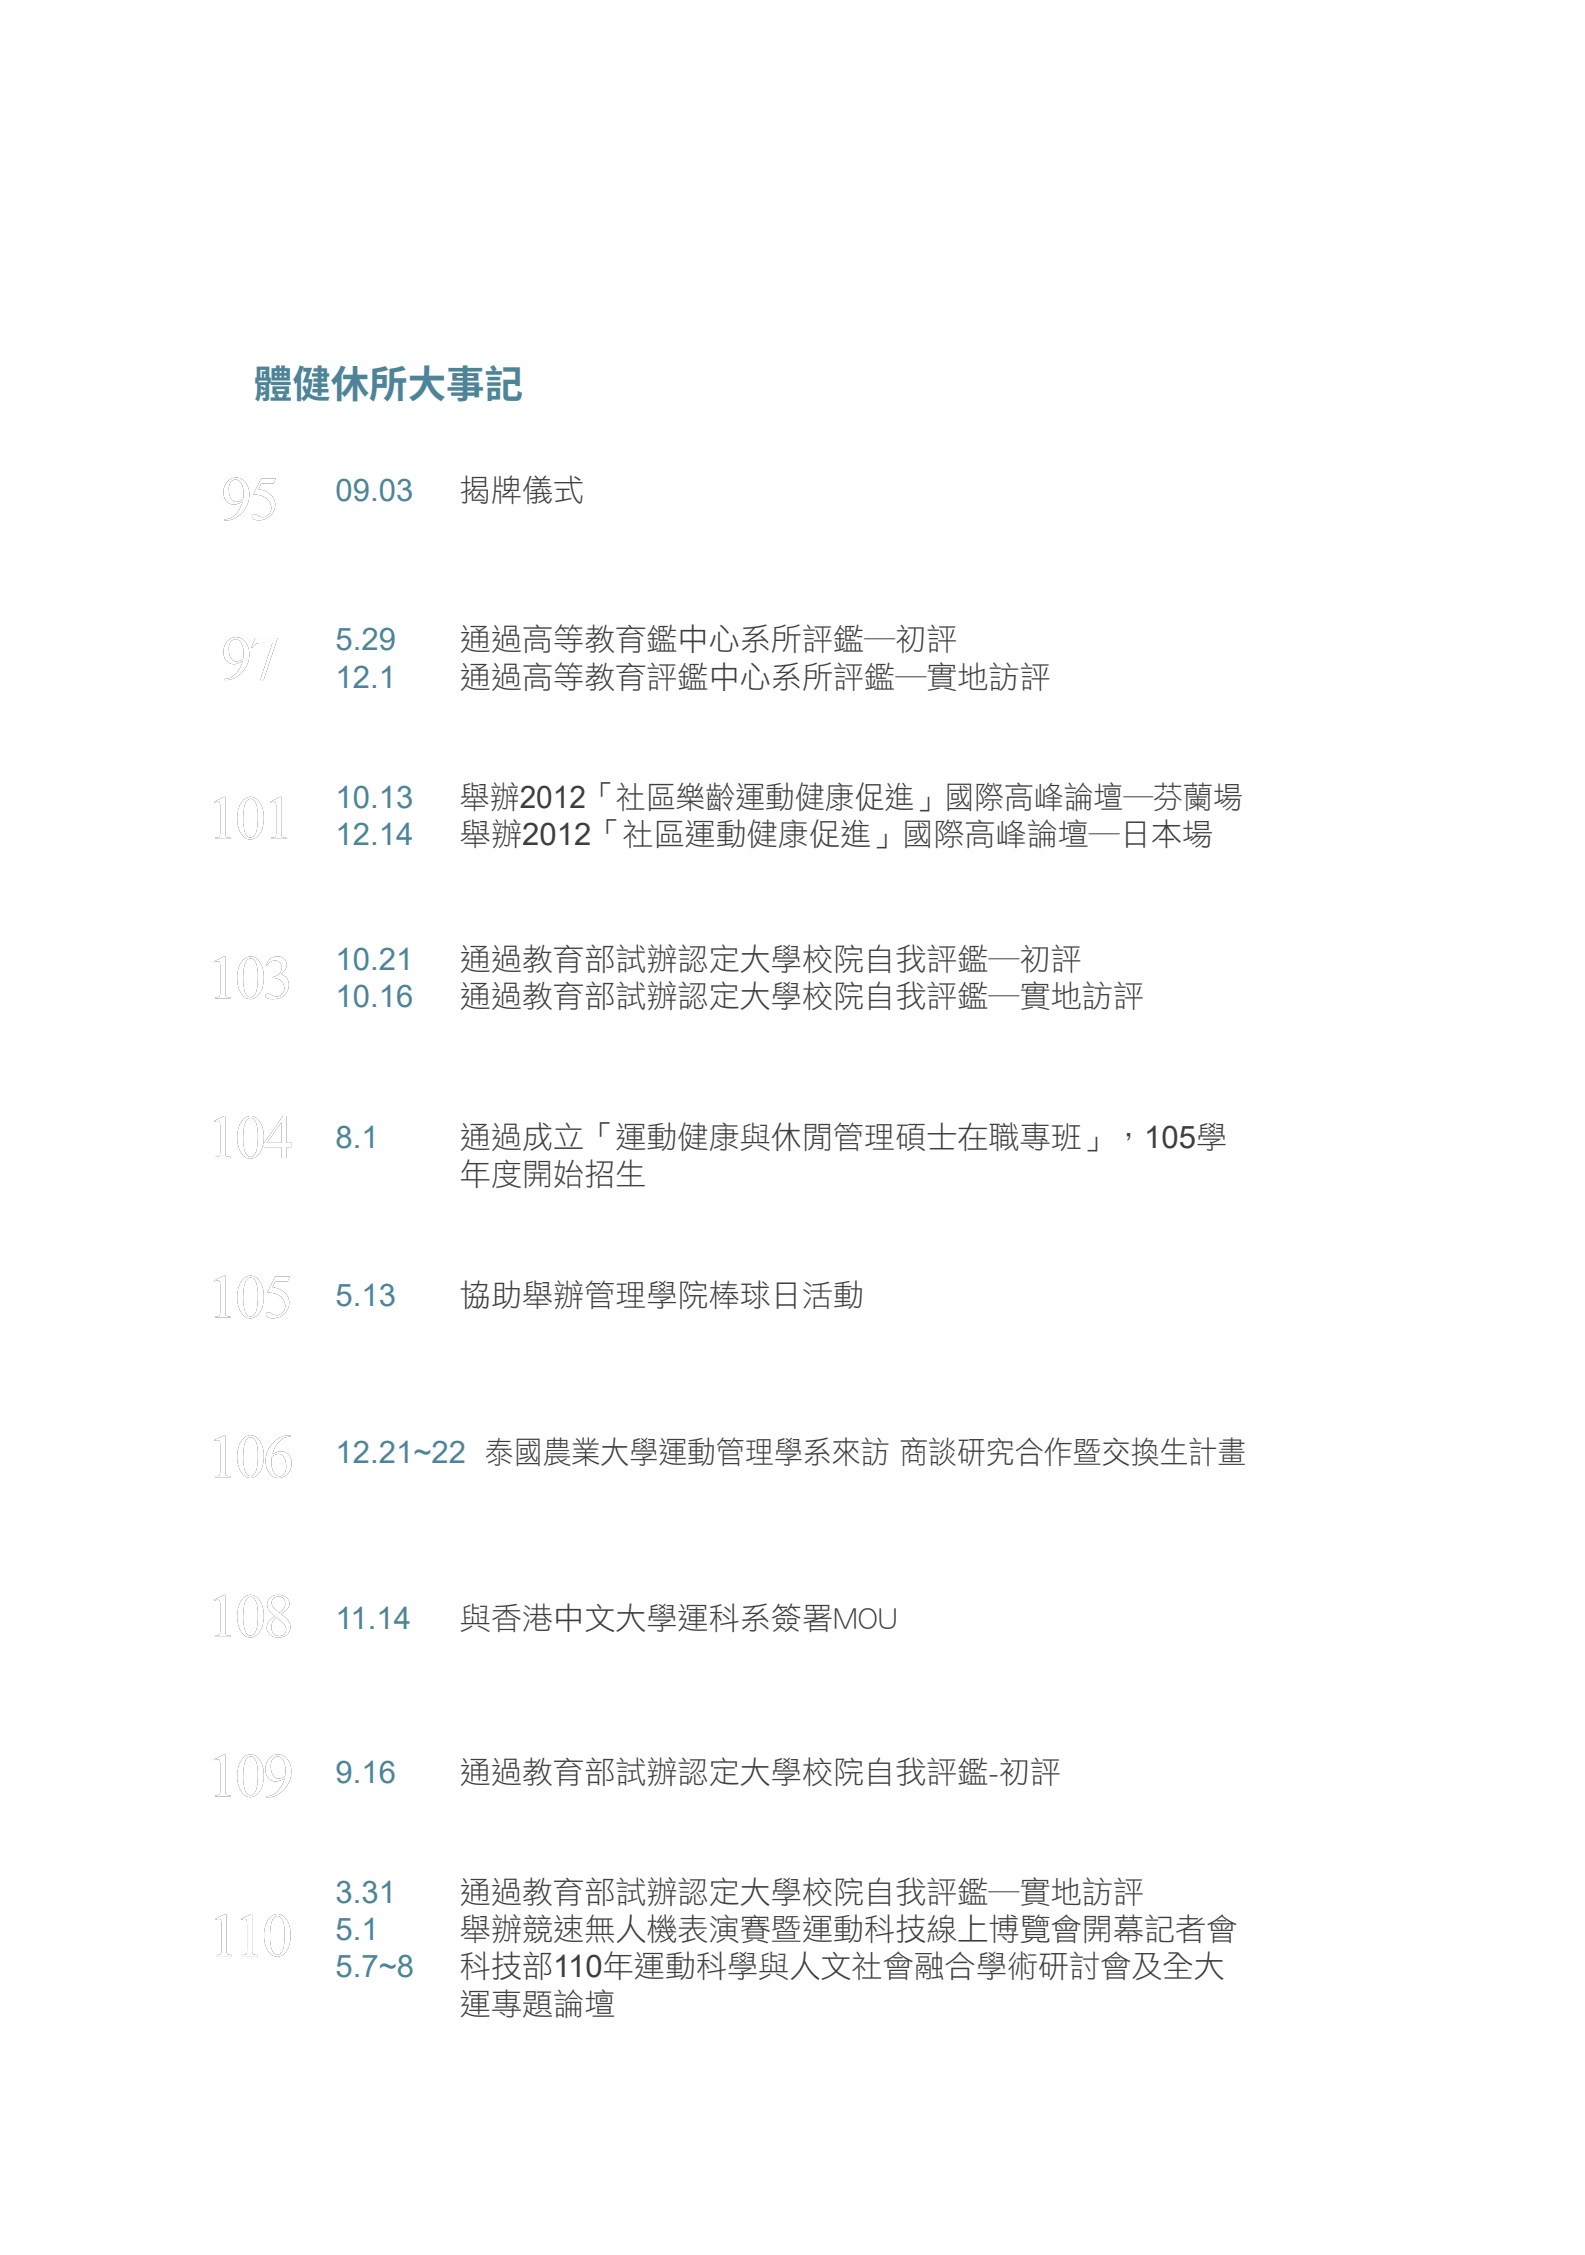 體健休所大事記
95 09.03 揭牌儀式
97 5.29 通過高等教育鑑中心系所評鑑─初評
12.1 通過高等教育評鑑中心系所評鑑─實地訪評
101 10.13 舉辦2012「社區樂齡運動健康促進」國際高峰論壇─芬蘭場
12.14 舉辦2012「社區運動健康促進」國際高峰論壇─日本場
103 10.21 通過教育部試辦認定大學校院自我評鑑─初評
10.16 通過教育部試辦認定大學校院自我評鑑─實地訪評
104 8.1 通過成立「運動健康與休閒管理碩士在職專班」，105學
年度開始招生
105 5.13 協助舉辦管理學院棒球日活動
106 12.21~22 泰國農業大學運動管理學系來訪 商談研究合作暨交換生計畫
108 11.14 與香港中文大學運科系簽署MOU
109 9.16 通過教育部試辦認定大學校院自我評鑑-初評
3.31 通過教育部試辦認定大學校院自我評鑑─實地訪評
110 5.1 舉辦競速無人機表演賽暨運動科技線上博覽會開幕記者會
5.7~8 科技部110年運動科學與人文社會融合學術研討會及全大
運專題論壇